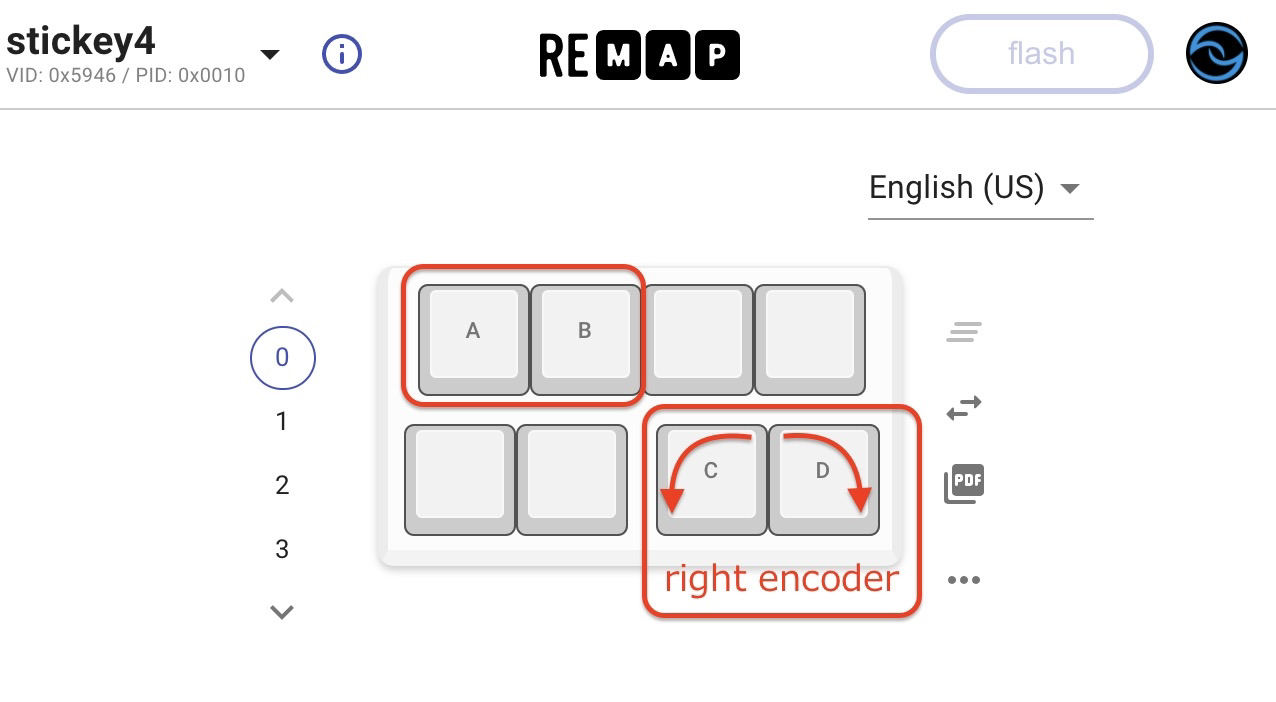 stickey4
VID: 0x5946 / PID: 0x0010
REMAP
flash
English (US)
0
1
2
3
A B
C D
right encoder
PDF